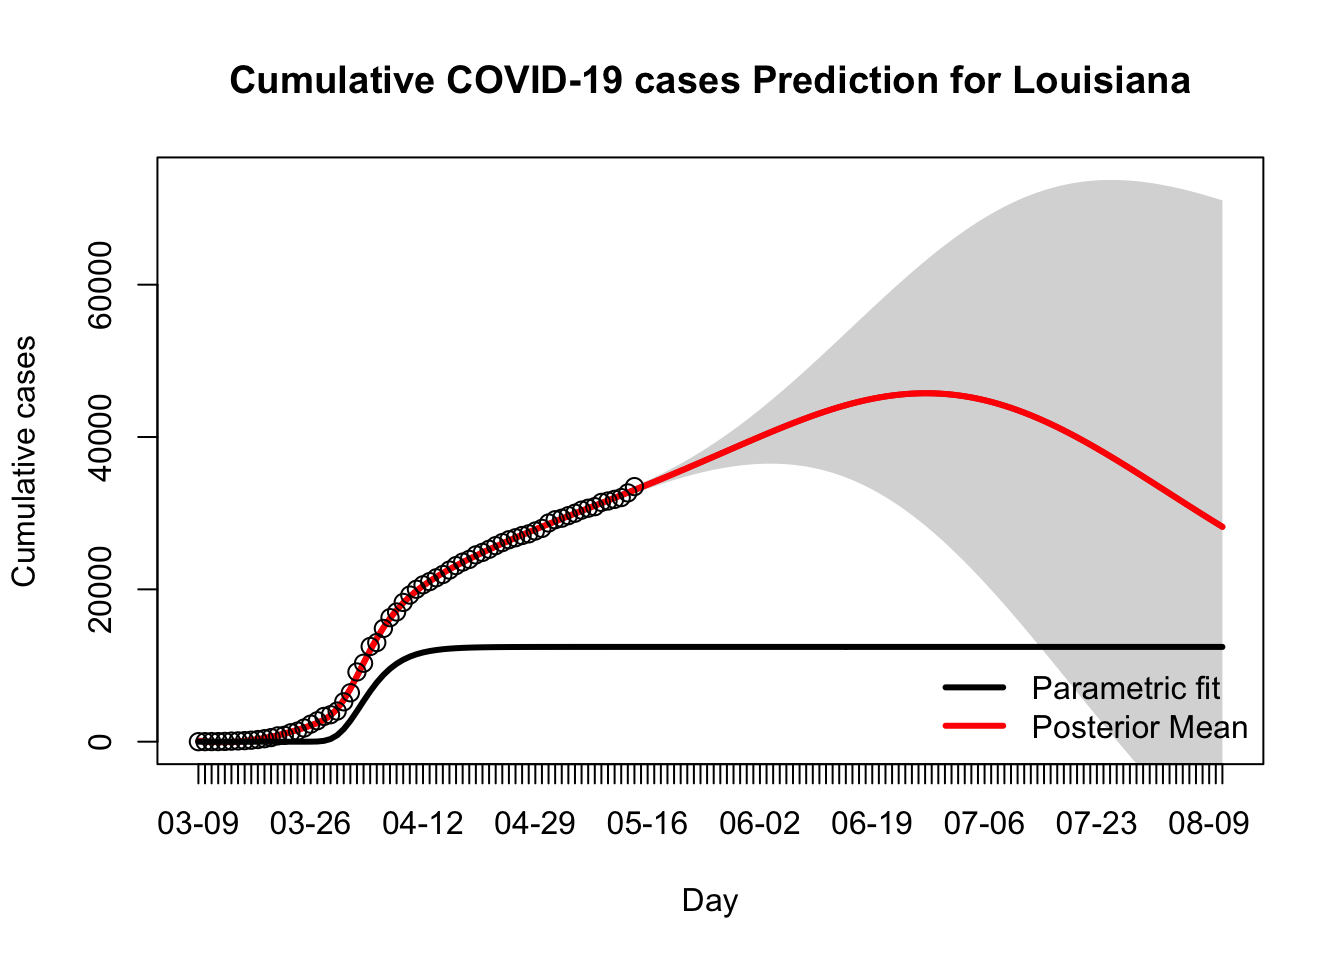 Cumulative COVID-19 cases Prediction for Louisiana
Cumulative cases
60000
40000
20000
0
Parametric fit
Posterior Mean
03-09 03-26 04-12 04-29 05-16 06-02 06-19 07-06 07-23 08-09
Day